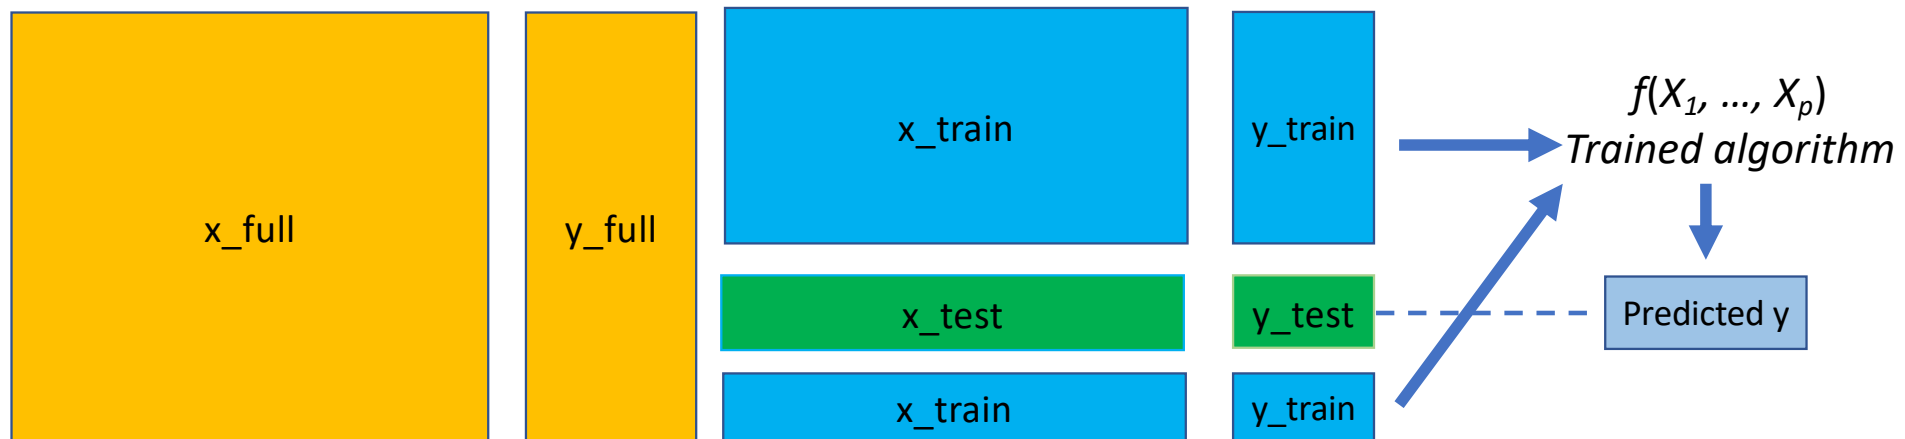 x_full
y_full
x_train
y_train
f(X₁, ..., Xₚ)
Trained algorithm
x_test
y_test
Predicted y
x_train
y_train